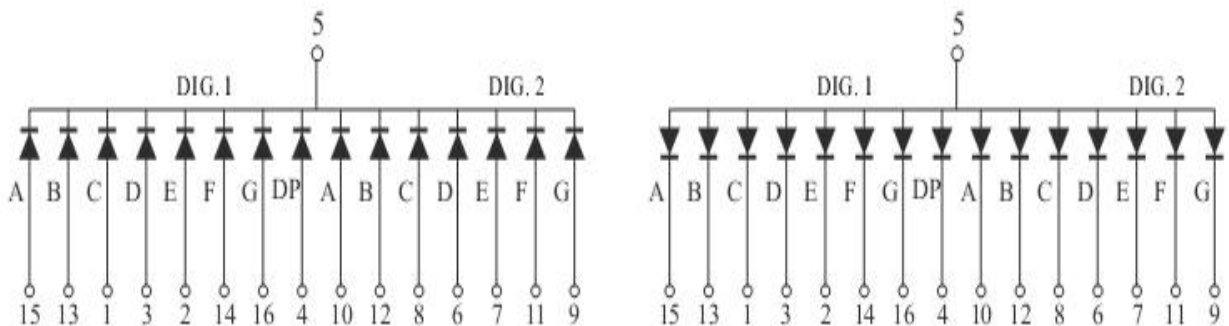 5 5
DIG. 1 DIG. 2 DIG. 1 DIG. 2
A B C D E F G DP A B C D E F G A B C D E F G DP A B C D E F G
15 13 1 3 2 14 16 4 10 12 8 6 7 11 9 15 13 1 3 2 14 16 4 10 12 8 6 7 11 9